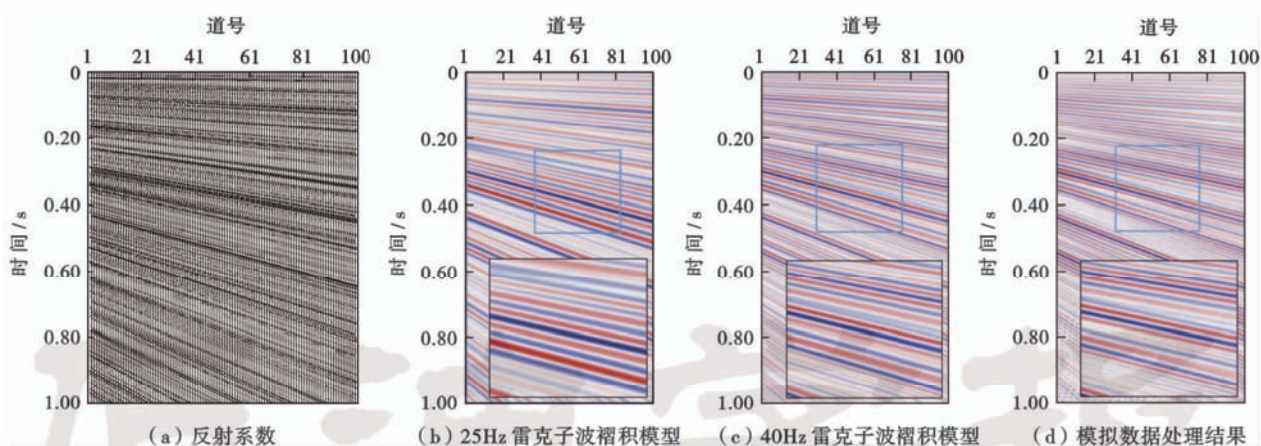 道号 道号 道号 道号
1 21 41 61 81 100 1 21 41 61 81 100 1 21 41 61 81 100 1 21 41 61 81 100
0 0 0 0
0.20 0.20 0.20 0.20
0.40 0.40 0.40 0.40
时间/s 时间/s 时间/s 时间/s
0.60 0.60 0.60 0.60
0.80 0.80 0.80 0.80
1.00 1.00 1.00 1.00
（a）反射系数 （b）25Hz 雷克子波褶积模型 （c）40Hz 雷克子波褶积模型 （d）模拟数据处理结果